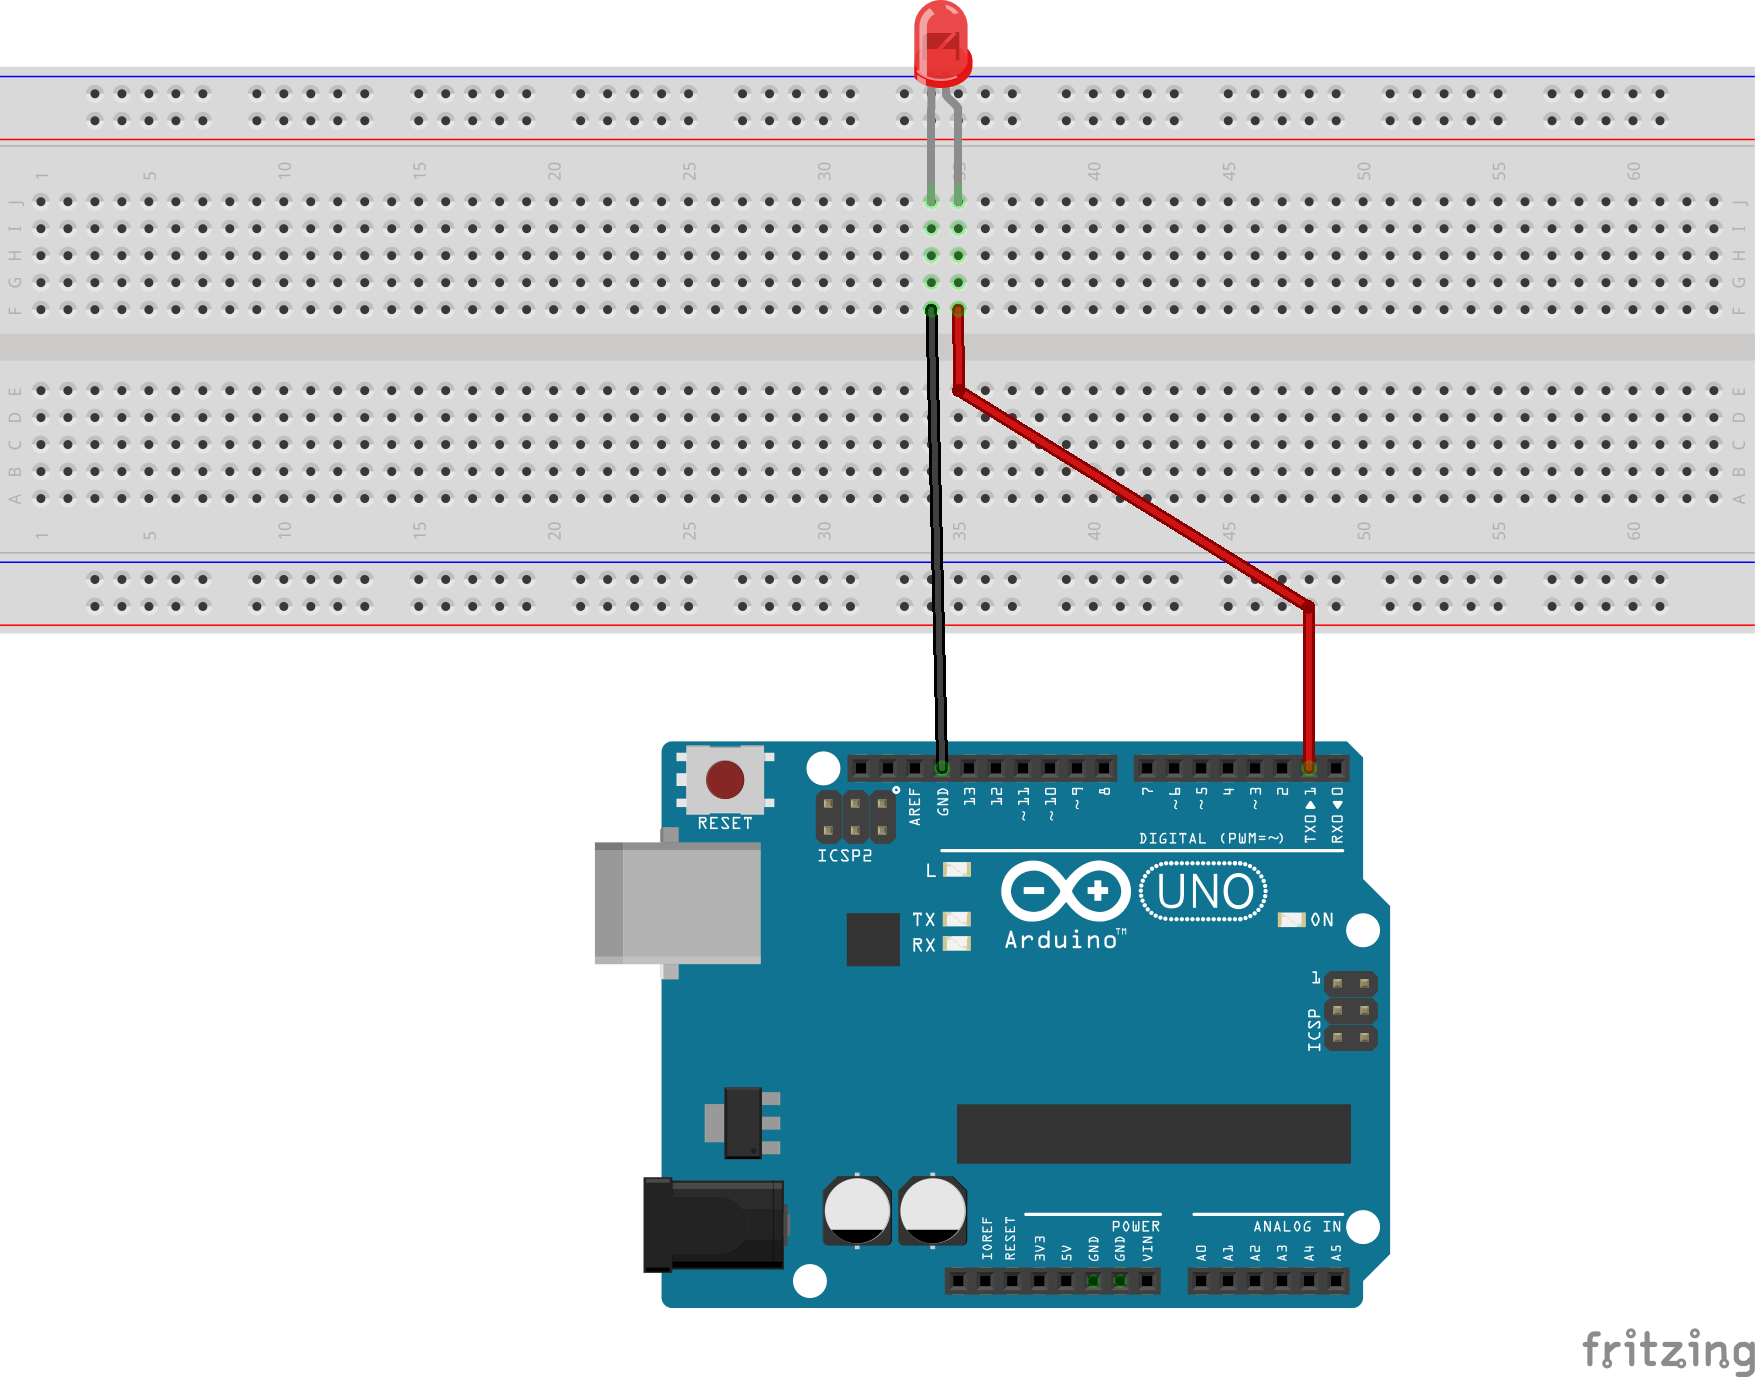 1 5 10 15 20 25 30 35 40 45 50 55 60
J J
I I
H H
G G
F F
E E
D D
C C
B B
A A
1 5 10 15 20 25 30 35 40 45 50 55 60
RESET
ICSP2
AREF GND 13 12 ~11 ~10 ~9 8 7 ~6 ~5 4 ~3 2 TX0▶1 RX0◀0
DIGITAL (PWM=~)
L
TX
RX
UNO
Arduino™
ON
1
ICSP
POWER
ANALOG IN
IOREF RESET 3V3 5V GND GND VIN A0 A1 A2 A3 A4 A5
fritzing